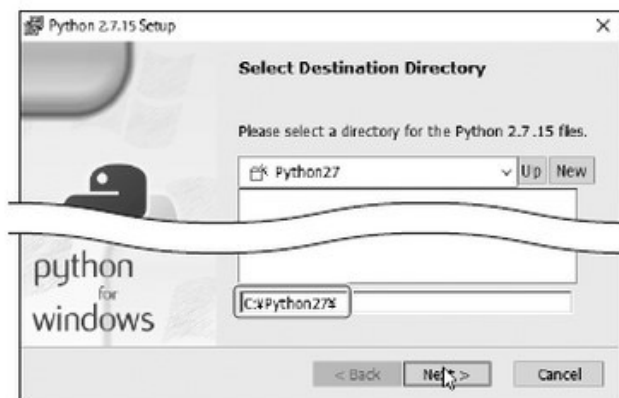 Python 2.7.15 Setup
Select Destination Directory
Please select a directory for the Python 2.7.15 files.
Python27
Up New
python
for
windows
C:¥Python27¥
< Back Next > Cancel